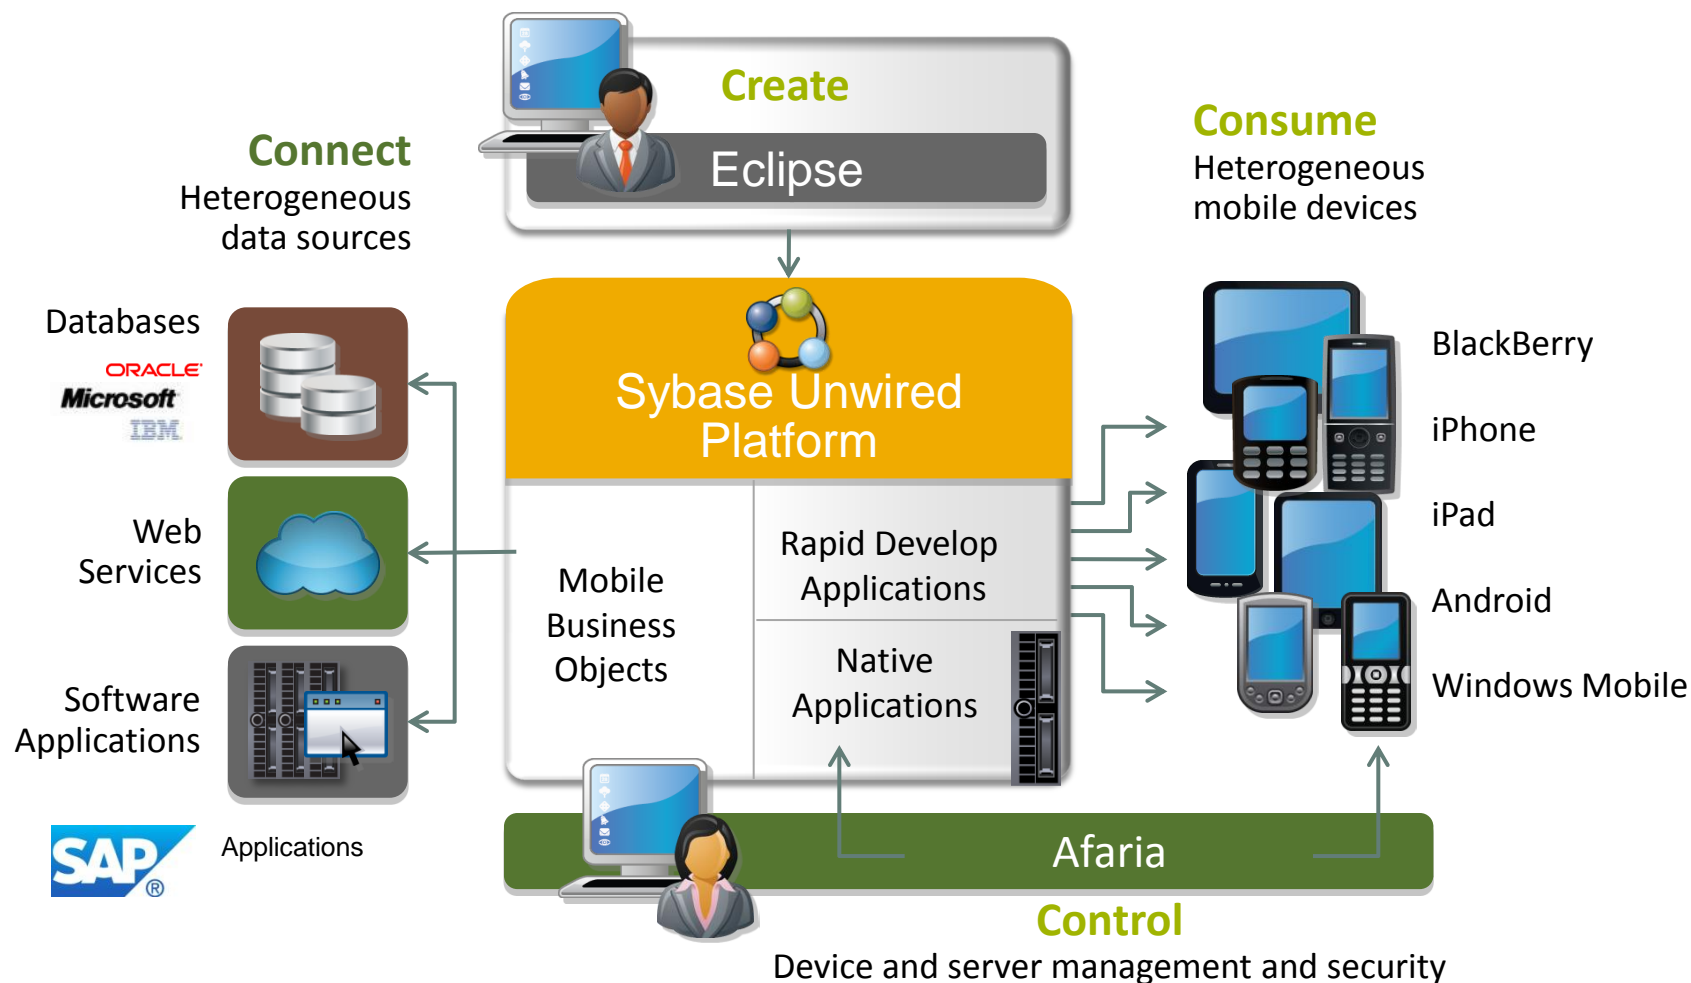 Create
Eclipse
Connect
Heterogeneous
data sources
Consume
Heterogeneous
mobile devices
Databases
ORACLE
Microsoft
IBM
Web
Services
Software
Applications
SAP®
Applications
Sybase Unwired
Platform
Mobile
Business
Objects
Rapid Develop
Applications
Native
Applications
BlackBerry
iPhone
iPad
Android
Windows Mobile
Afaria
Control
Device and server management and security